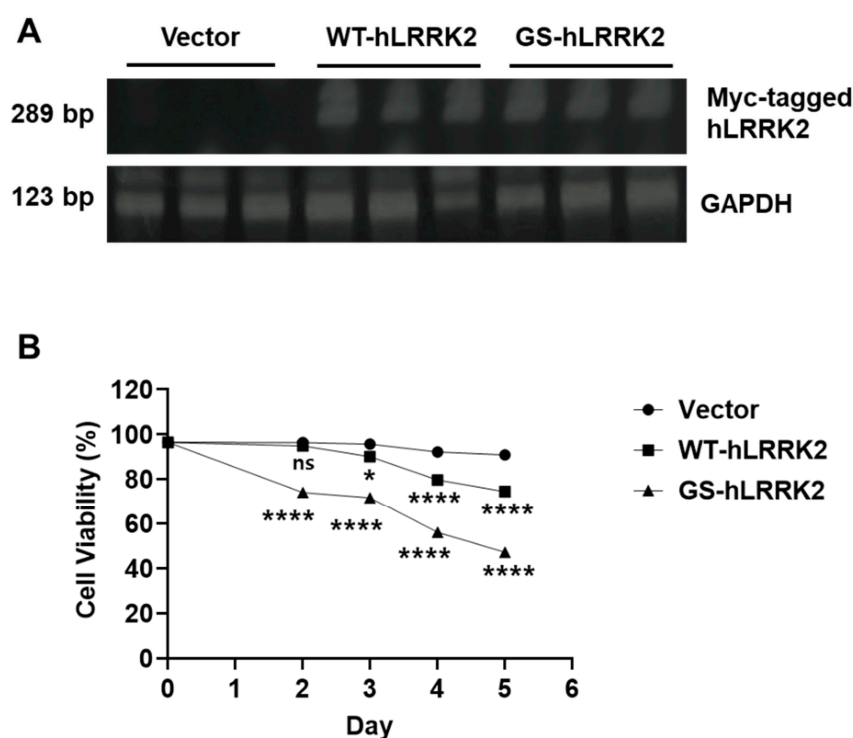 A
Vector WT-hLRRK2 GS-hLRRK2
289 bp
Myc-tagged
hLRRK2
123 bp
GAPDH
B
Cell Viability (%)
120
100
80
60
40
20
0
ns
*
****
****
****
****
****
****
0 1 2 3 4 5 6
Day
Vector
WT-hLRRK2
GS-hLRRK2